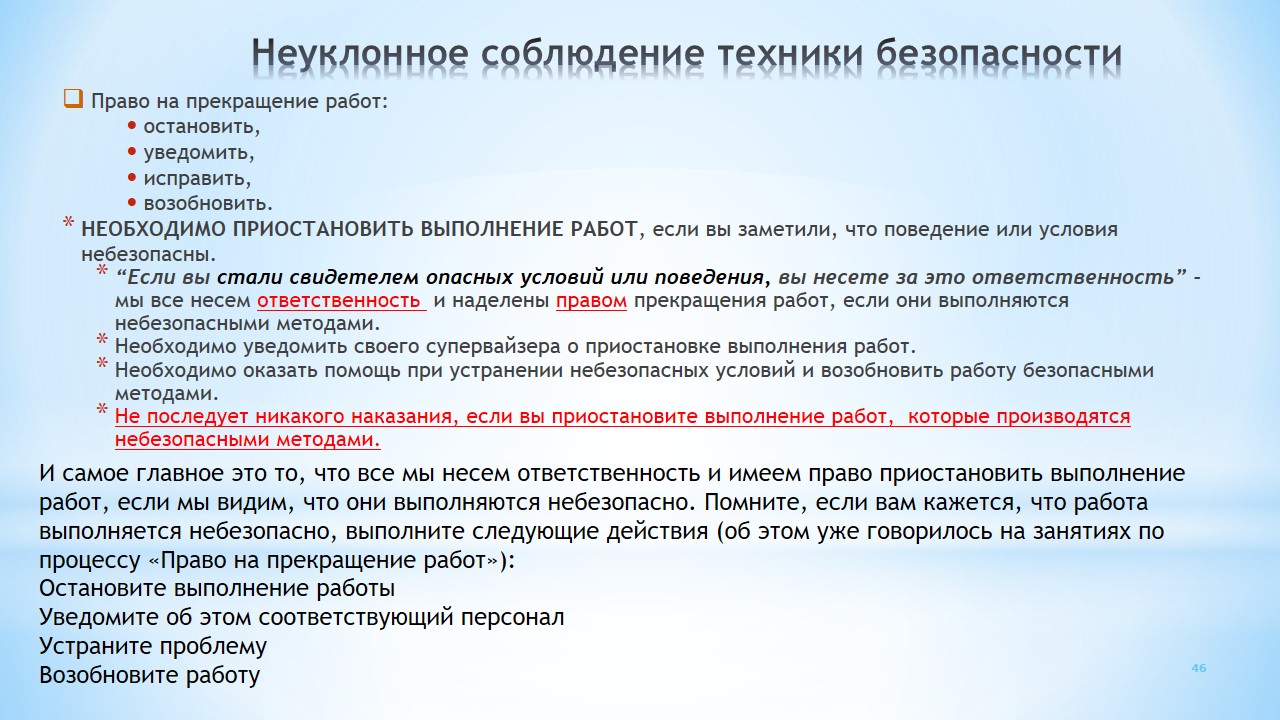 Неуклонное соблюдение техники безопасности
❑ Право на прекращение работ:
• остановить,
• уведомить,
• исправить,
• возобновить.
* НЕОБХОДИМО ПРИОСТАНОВИТЬ ВЫПОЛНЕНИЕ РАБОТ, если вы заметили, что поведение или условия
небезопасны.
* “Если вы стали свидетелем опасных условий или поведения, вы несете за это ответственность” –
мы все несем ответственность и наделены правом прекращения работ, если они выполняются
небезопасными методами.
* Необходимо уведомить своего супервайзера о приостановке выполнения работ.
* Необходимо оказать помощь при устранении небезопасных условий и возобновить работу безопасными
методами.
* Не последует никакого наказания, если вы приостановите выполнение работ, которые производятся
небезопасными методами.
И самое главное это то, что все мы несем ответственность и имеем право приостановить выполнение
работ, если мы видим, что они выполняются небезопасно. Помните, если вам кажется, что работа
выполняется небезопасно, выполните следующие действия (об этом уже говорилось на занятиях по
процессу «Право на прекращение работ»):
Остановите выполнение работы
Уведомите об этом соответствующий персонал
Устраните проблему
Возобновите работу
46